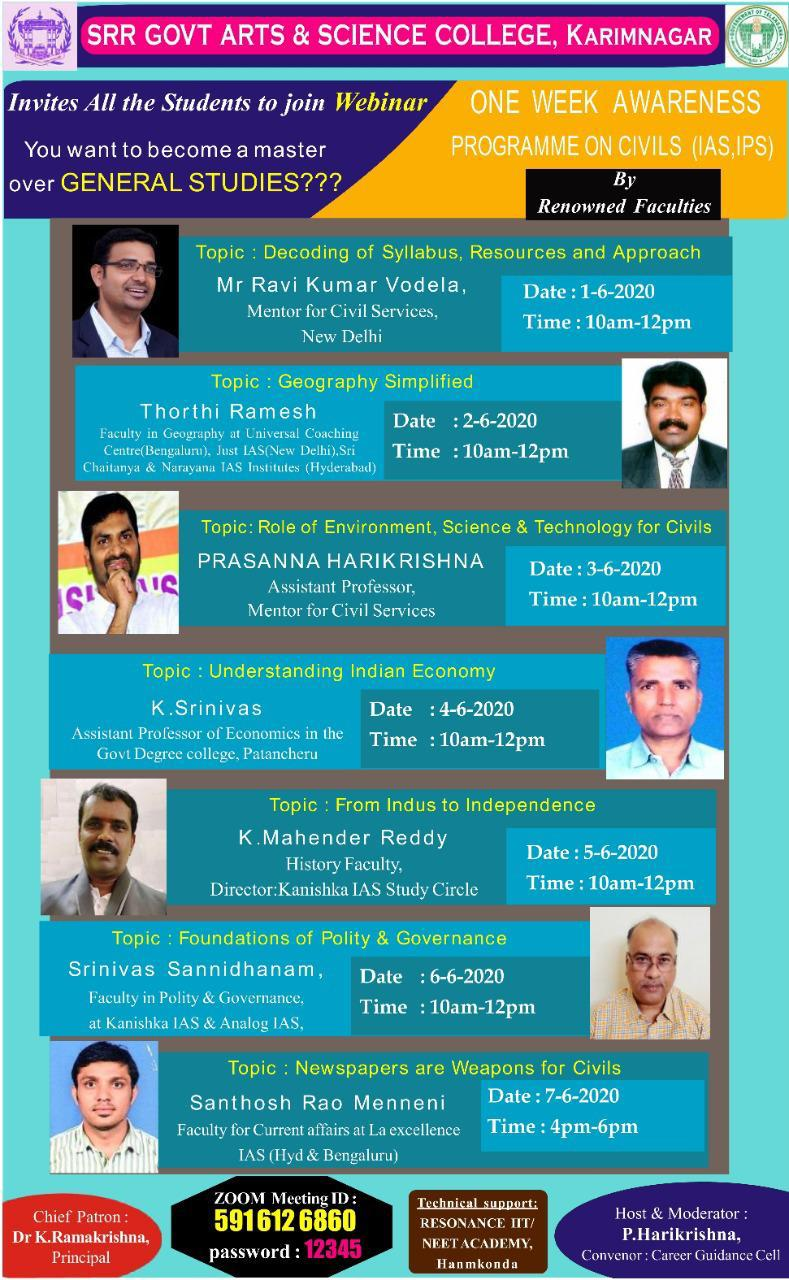 SRR GOVT ARTS & SCIENCE COLLEGE, KARIMNAGAR
Invites All the Students to join Webinar
You want to become a master
over GENERAL STUDIES???
ONE WEEK AWARENESS
PROGRAMME ON CIVILS (IAS,IPS)
By
Renowned Faculties
Topic : Decoding of Syllabus, Resources and Approach
Mr Ravi Kumar Vodela,
Mentor for Civil Services,
New Delhi
Date : 1-6-2020
Time : 10am-12pm
Topic : Geography Simplified
Thorthi Ramesh
Faculty in Geography at Universal Coaching
Centre(Bengaluru), Just IAS(New Delhi),Sri
Chaitanya & Narayana IAS Institutes (Hyderabad)
Date : 2-6-2020
Time : 10am-12pm
Topic: Role of Environment, Science & Technology for Civils
PRASANNA HARIKRISHNA
Assistant Professor,
Mentor for Civil Services
Date : 3-6-2020
Time : 10am-12pm
Topic : Understanding Indian Economy
K.Srinivas
Assistant Professor of Economics in the
Govt Degree college, Patancheru
Date : 4-6-2020
Time : 10am-12pm
Topic : From Indus to Independence
K.Mahender Reddy
History Faculty,
Director:Kanishka IAS Study Circle
Date : 5-6-2020
Time : 10am-12pm
Topic : Foundations of Polity & Governance
Srinivas Sannidhanam,
Faculty in Polity & Governance,
at Kanishka IAS & Analog IAS,
Date : 6-6-2020
Time : 10am-12pm
Topic : Newspapers are Weapons for Civils
Santhosh Rao Menneni
Faculty for Current affairs at La excellence
IAS (Hyd & Bengaluru)
Date : 7-6-2020
Time : 4pm-6pm
Chief Patron :
Dr K.Ramakrishna,
Principal
ZOOM Meeting ID :
591 612 6860
password : 12345
Technical support:
RESONANCE IIT/
NEET ACADEMY,
Hanmkonda
Host & Moderator :
P.Harikrishna,
Convenor : Career Guidance Cell